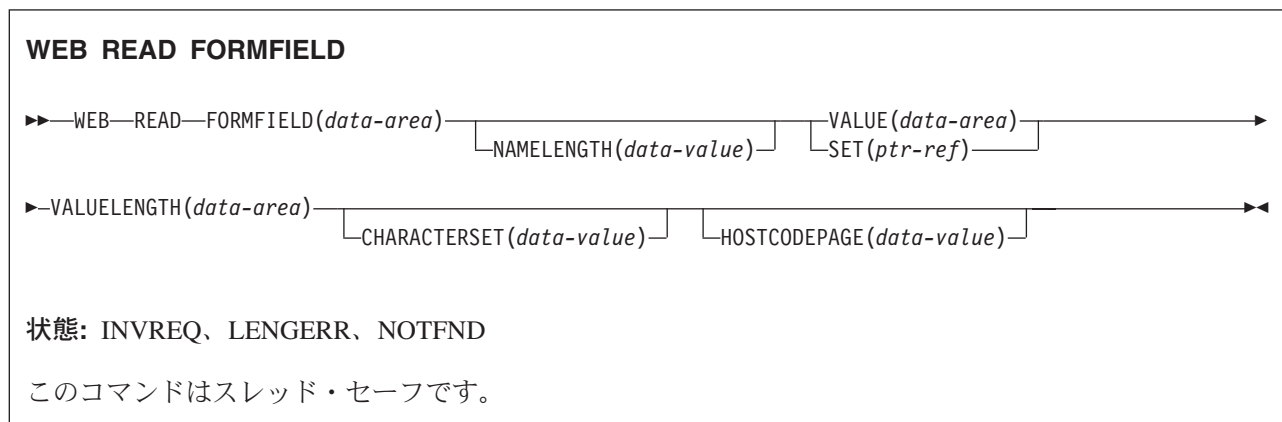 WEB READ FORMFIELD
WEB READ FORMFIELD(data-area) VALUE(data-area)
NAMELENGTH(data-value) SET(ptr-ref)
VALUELENGTH(data-area)
CHARACTERSET(data-value) HOSTCODEPAGE(data-value)
状態: INVREQ、LENGERR、NOTFND
このコマンドはスレッド・セーフです。